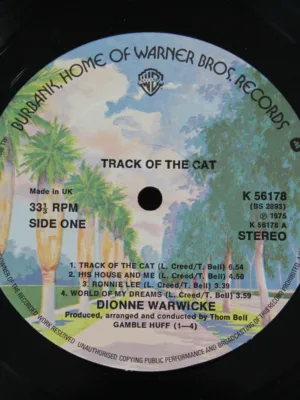 BURBANK, HOME OF WARNER BROS. RECORDS
TRACK OF THE CAT
Made in UK
33⅓ RPM
SIDE ONE
K 56178
(BS 2893)
℗ 1975
K 56178 A
STEREO
1. TRACK OF THE CAT (L. Creed/T. Bell) 6.54
2. HIS HOUSE AND ME (L. Creed/T. Bell) 4.58
3. RONNIE LEE (L. Creed/T. Bell) 3.39
4. WORLD OF MY DREAMS (L. Creed/T. Bell) 3.59
DIONNE WARWICKE
Produced, arranged and conducted by Thom Bell
GAMBLE HUFF (1—4)
OWNER OF THE RECORDED WORK RESERVED UNAUTHORISED COPYING PUBLIC PERFORMANCE AND BROADCASTING OF THIS RECORD PROHIBITED